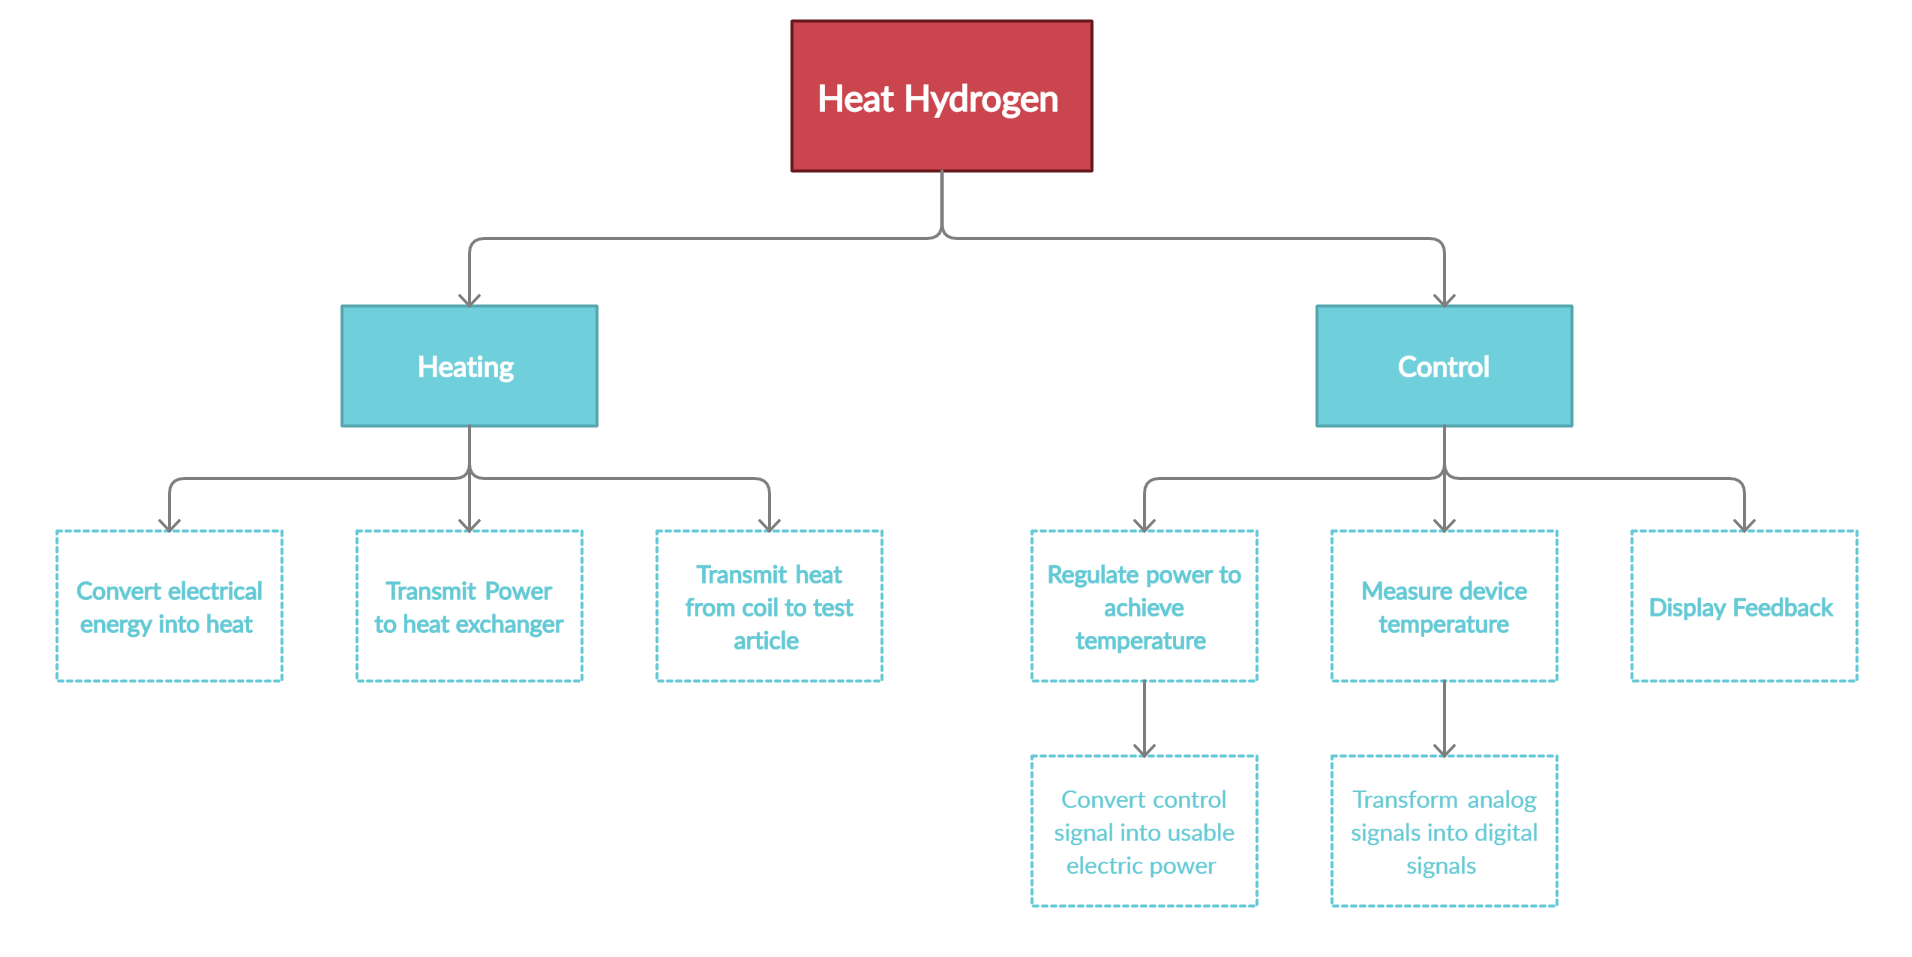 Heat Hydrogen
Heating
Control
Convert electrical
energy into heat
Transmit Power
to heat exchanger
Transmit heat
from coil to test
article
Regulate power to
achieve
temperature
Measure device
temperature
Display Feedback
Convert control
signal into usable
electric power
Transform analog
signals into digital
signals